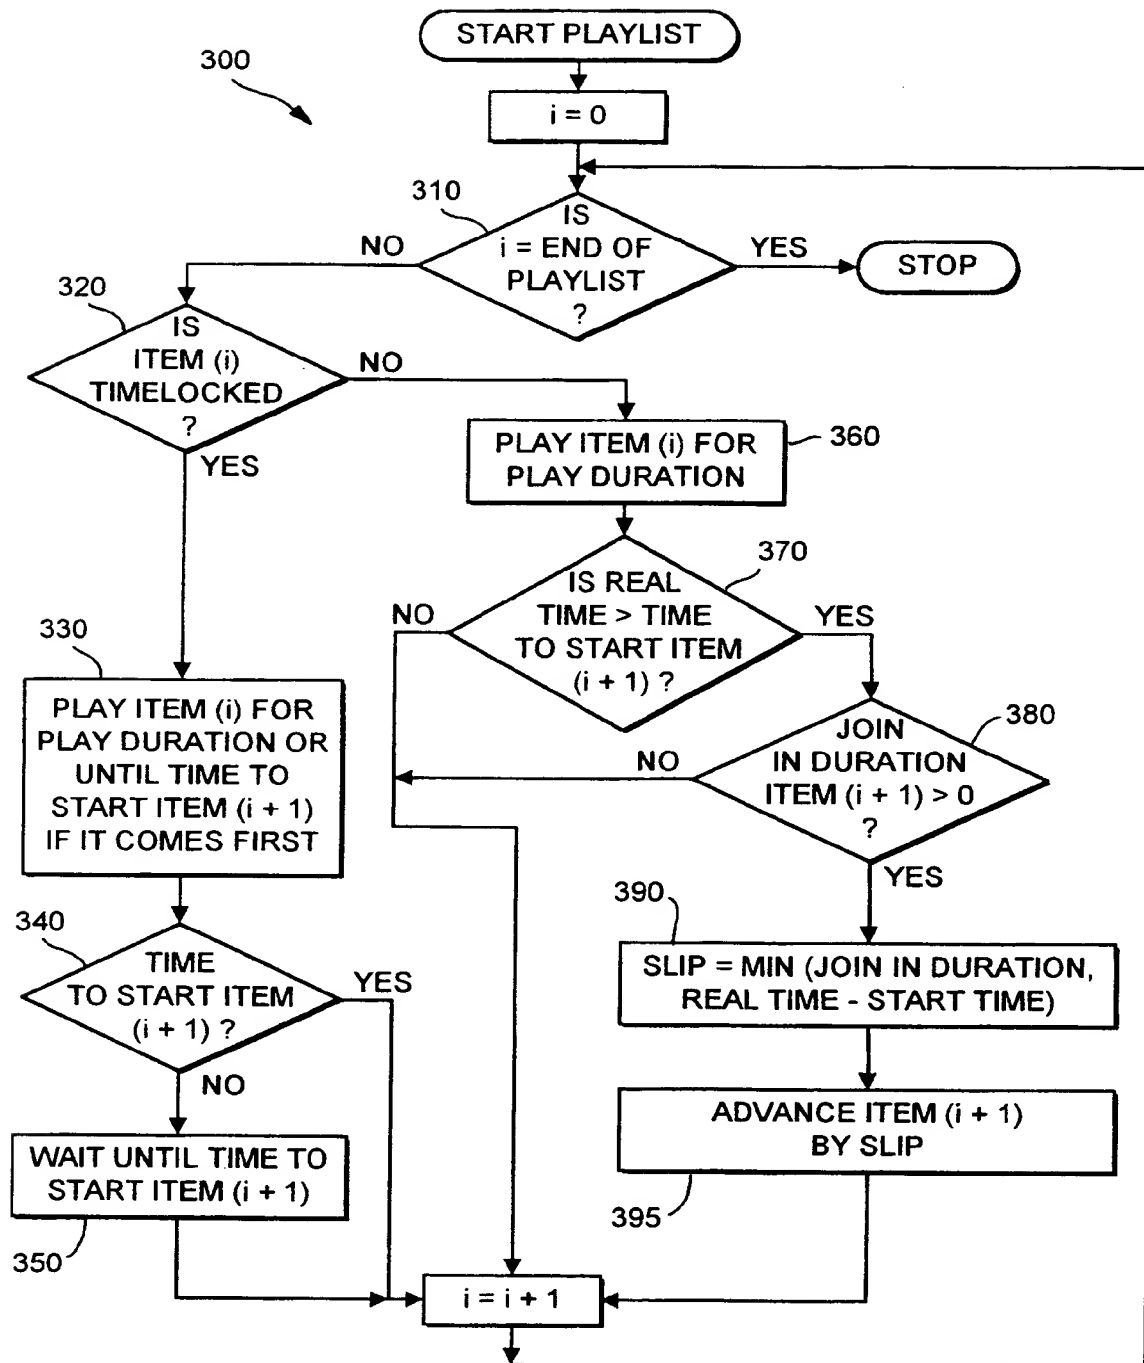 START PLAYLIST
300
i = 0
310
IS
i = END OF
PLAYLIST
?
NO
YES
STOP
320
IS
ITEM (i)
TIMELOCKED
?
NO
YES
PLAY ITEM (i) FOR
PLAY DURATION
360
370
IS REAL
TIME > TIME
TO START ITEM
(i + 1) ?
NO
YES
330
PLAY ITEM (i) FOR
PLAY DURATION OR
UNTIL TIME TO
START ITEM (i + 1)
IF IT COMES FIRST
380
JOIN
IN DURATION
ITEM (i + 1) > 0
?
NO
YES
340
TIME
TO START ITEM
(i + 1) ?
YES
NO
390
SLIP = MIN (JOIN IN DURATION,
REAL TIME - START TIME)
ADVANCE ITEM (i + 1)
BY SLIP
395
WAIT UNTIL TIME TO
START ITEM (i + 1)
350
i = i + 1